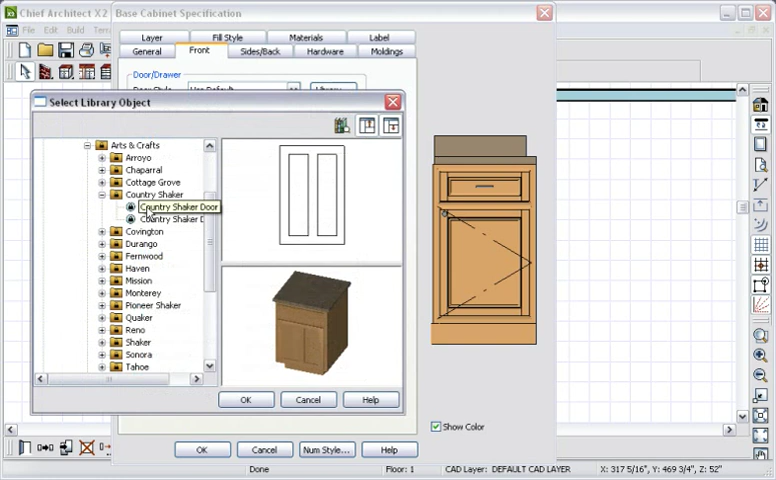 Chief Architect X2
Base Cabinet Specification
File Edit Build Terra
Layer Fill Style Materials Label
General Front Sides/Back Hardware Moldings
Door/Drawer
Select Library Object
Arts & Crafts
Arroyo
Chaparral
Cottage Grove
Country Shaker
Country Shaker Door
Country Shaker D
Covington
Durango
Fernwood
Haven
Mission
Monterey
Pioneer Shaker
Quaker
Reno
Shaker
Sonora
Tahoe
OK Cancel Help
Show Color
OK Cancel Num Style... Help
Done Floor: 1 CAD Layer: DEFAULT CAD LAYER X: 317 5/16", Y: 469 3/4", Z: 52"